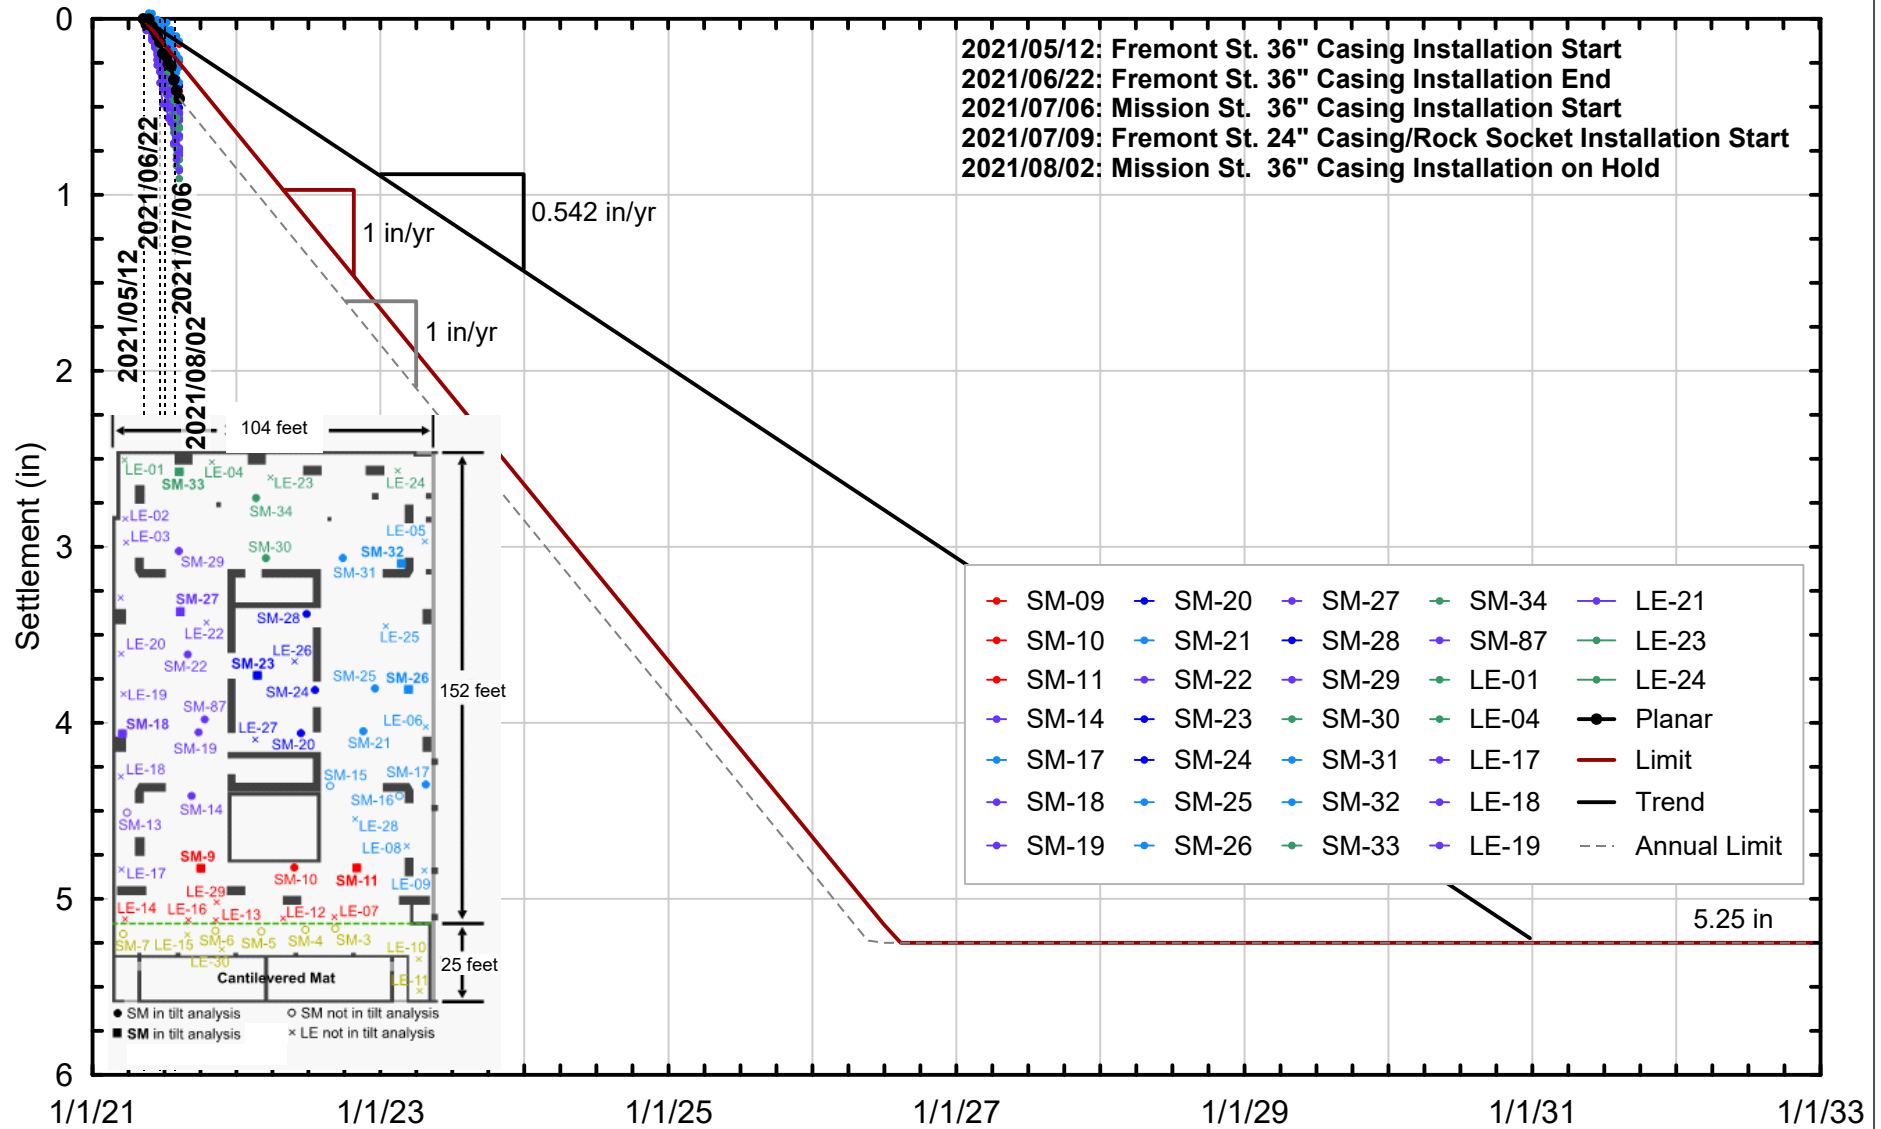 2021/05/12: Fremont St. 36" Casing Installation Start
2021/06/22: Fremont St. 36" Casing Installation End
2021/07/06: Mission St.  36" Casing Installation Start
2021/07/09: Fremont St. 24" Casing/Rock Socket Installation Start
2021/08/02: Mission St.  36" Casing Installation on Hold
0
1
2
3
4
5
6
Settlement (in)
1/1/21
1/1/23
1/1/25
1/1/27
1/1/29
1/1/31
1/1/33
2021/05/12
2021/06/22
2021/07/06
2021/08/02
0.542 in/yr
1 in/yr
1 in/yr
5.25 in
SM-09 SM-20 SM-27 SM-34 LE-21
SM-10 SM-21 SM-28 SM-87 LE-23
SM-11 SM-22 SM-29 LE-01 LE-24
SM-14 SM-23 SM-30 LE-04 Planar
SM-17 SM-24 SM-31 LE-17 Limit
SM-18 SM-25 SM-32 LE-18 Trend
SM-19 SM-26 SM-33 LE-19 Annual Limit
104 feet
LE-01 LE-04
SM-33 LE-23 LE-24
SM-34
LE-02
LE-03 LE-05
SM-30 SM-32
SM-29 SM-31
SM-27
SM-28
LE-22 LE-25
LE-20 LE-26
SM-22 SM-23
SM-25 SM-26
LE-19 SM-24 152 feet
SM-87
SM-18 LE-27 LE-06
SM-19 SM-20 SM-21
LE-18 SM-15 SM-17
SM-16
SM-14
SM-13 LE-28
LE-08
SM-9
LE-17 SM-10 SM-11 LE-09
LE-29
LE-14 LE-16 LE-13 LE-12 LE-07
SM-7 LE-15 SM-6 SM-5 SM-4 SM-3 LE-10
LE-30 25 feet
Cantilevered Mat LE-11
SM in tilt analysis SM not in tilt analysis
SM in tilt analysis LE not in tilt analysis